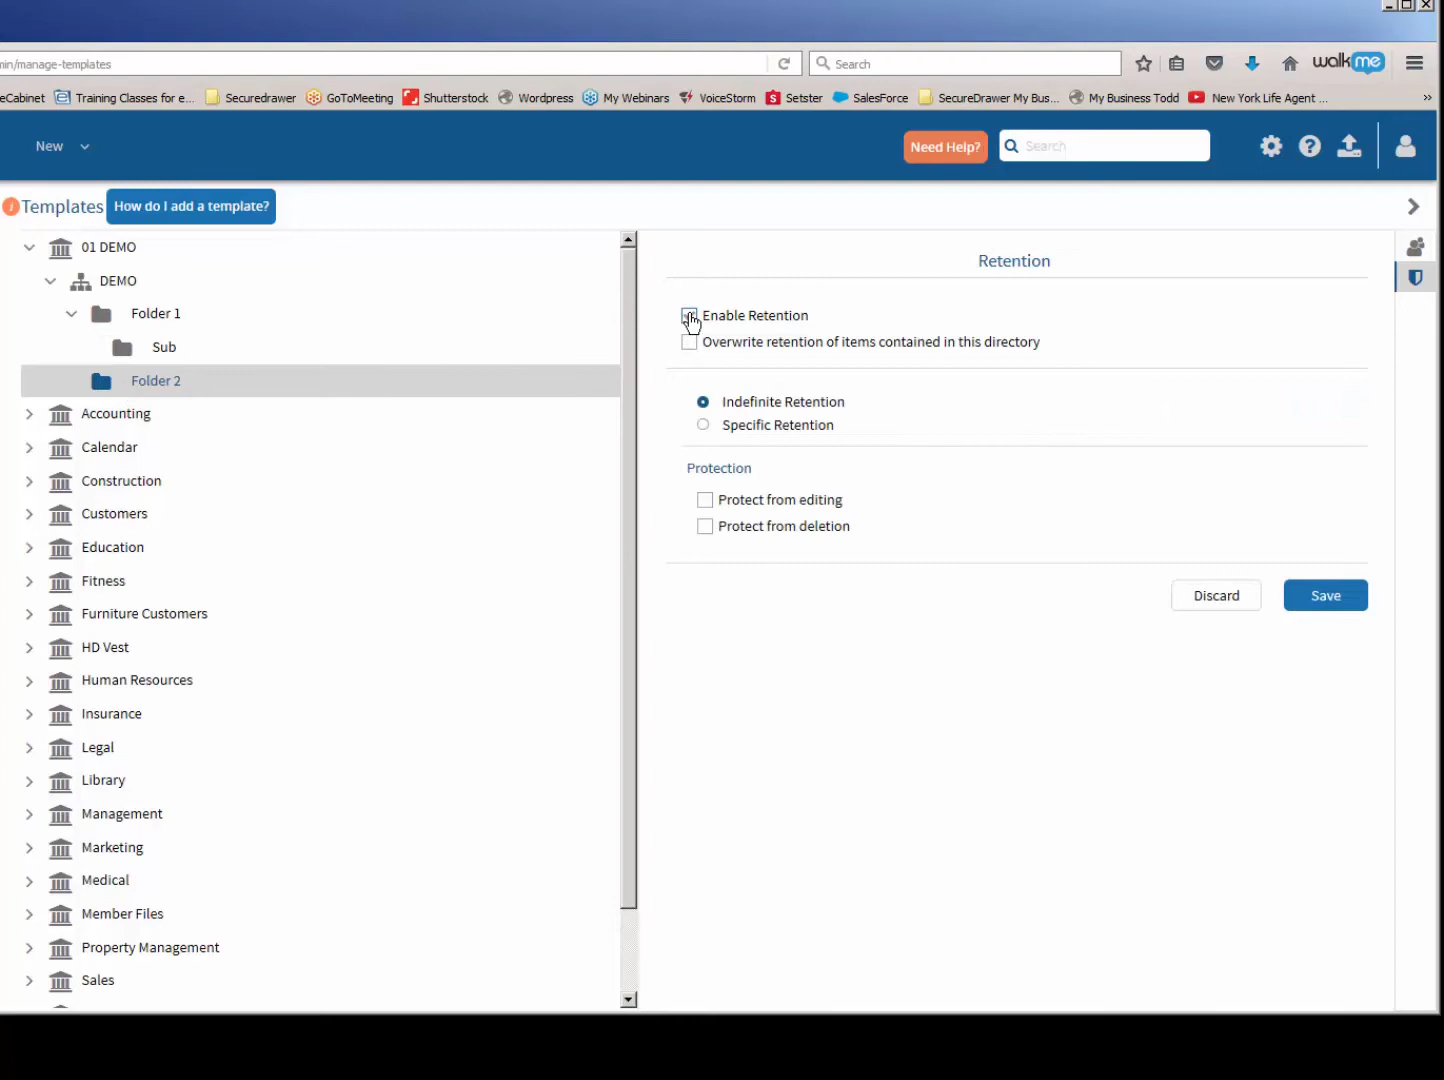 min/manage-templates
Search
walkme
eCabinet
Training Classes for e...
Securedrawer
GoToMeeting
Shutterstock
Wordpress
My Webinars
VoiceStorm
Setster
SalesForce
SecureDrawer My Bus...
My Business Todd
New York Life Agent ...
New
Need Help?
Search
Templates
How do I add a template?
01 DEMO
DEMO
Folder 1
Sub
Folder 2
Accounting
Calendar
Construction
Customers
Education
Fitness
Furniture Customers
HD Vest
Human Resources
Insurance
Legal
Library
Management
Marketing
Medical
Member Files
Property Management
Sales
Retention
Enable Retention
Overwrite retention of items contained in this directory
Indefinite Retention
Specific Retention
Protection
Protect from editing
Protect from deletion
Discard
Save